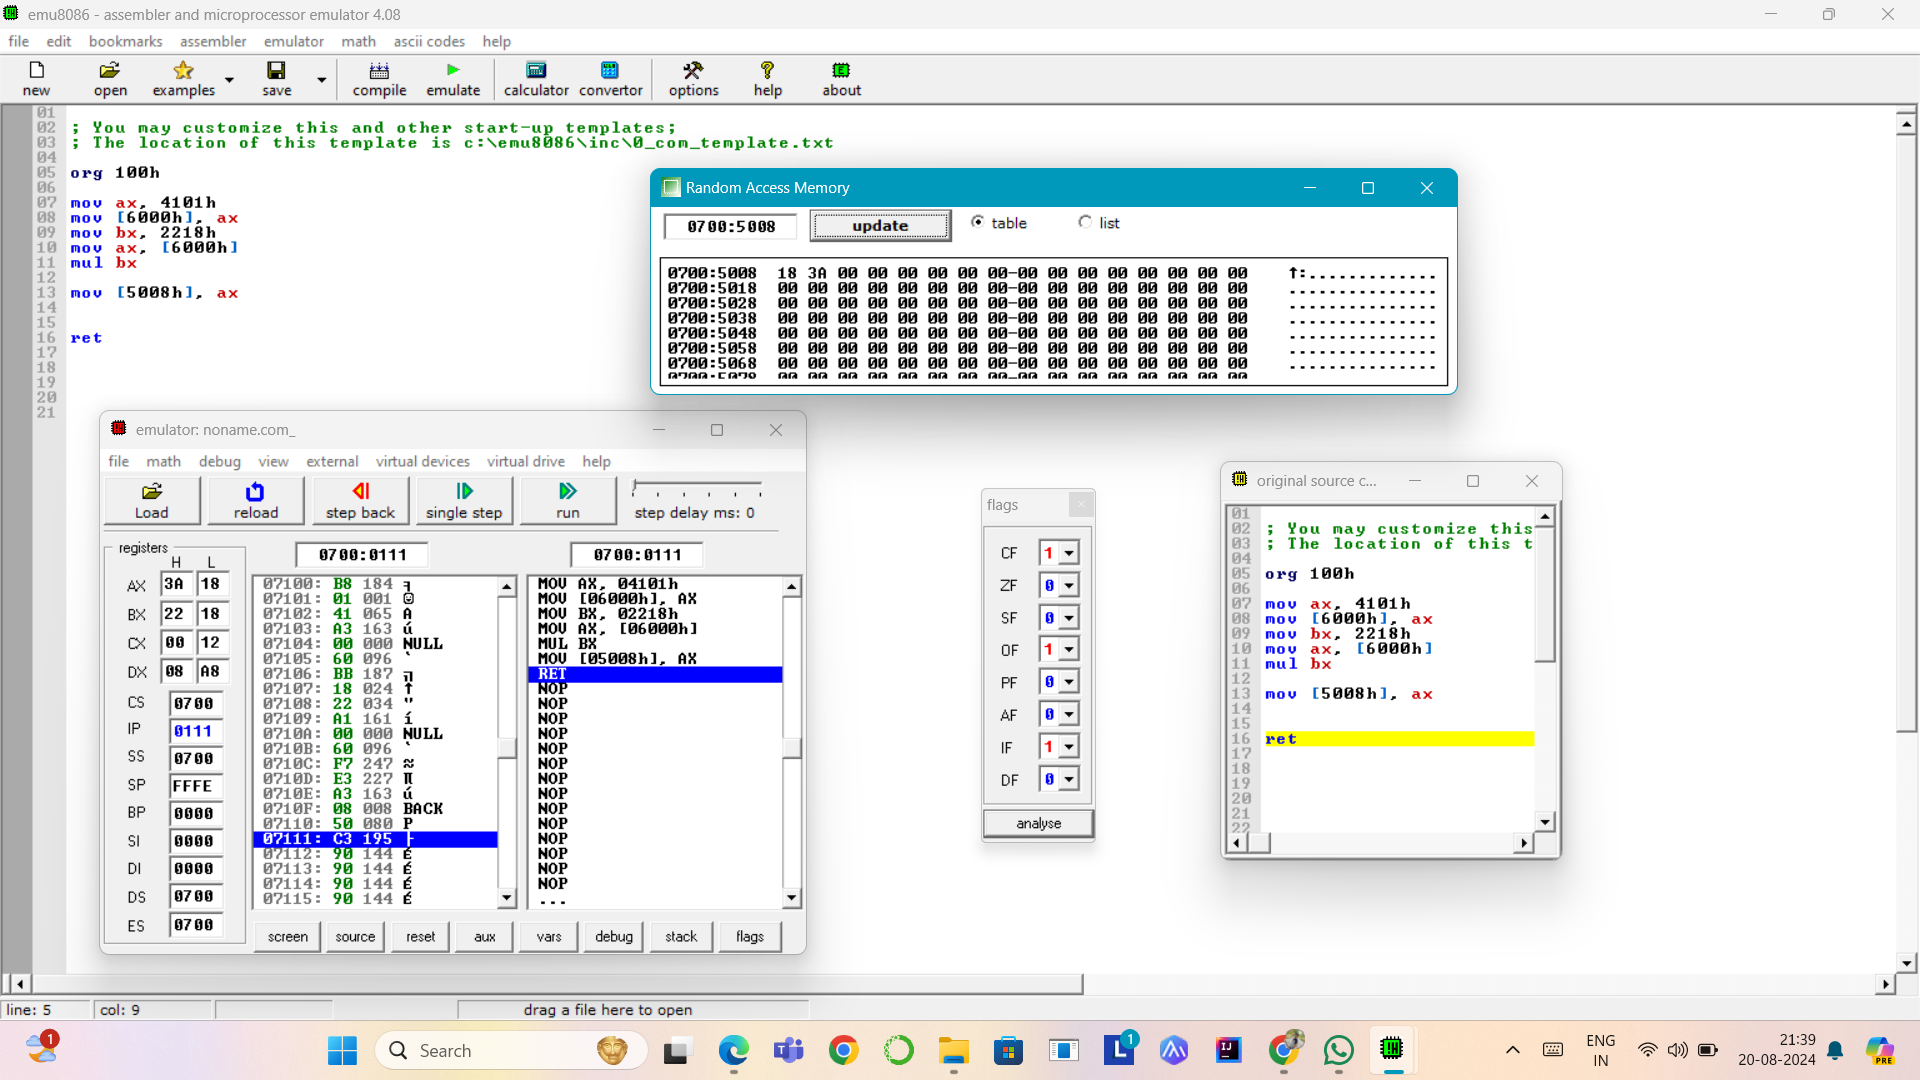 emu8086 - assembler and microprocessor emulator 4.08
file edit bookmarks assembler emulator math ascii codes help
new open examples save compile emulate calculator convertor options help about
01
02 ; You may customize this and other start-up templates;
03 ; The location of this template is c:\emu8086\inc\0_com_template.txt
04
05 org 100h
06
07 mov ax, 4101h
08 mov [6000h], ax
09 mov bx, 2218h
10 mov ax, [6000h]
11 mul bx
12
13 mov [5008h], ax
14
15
16 ret
17
18
19
20
21
Random Access Memory
0700:5008 update table list
0700:5008 18 3A 00 00 00 00 00 00-00 00 00 00 00 00 00 00 ↑:..............
0700:5018 00 00 00 00 00 00 00 00-00 00 00 00 00 00 00 00 ................
0700:5028 00 00 00 00 00 00 00 00-00 00 00 00 00 00 00 00 ................
0700:5038 00 00 00 00 00 00 00 00-00 00 00 00 00 00 00 00 ................
0700:5048 00 00 00 00 00 00 00 00-00 00 00 00 00 00 00 00 ................
0700:5058 00 00 00 00 00 00 00 00-00 00 00 00 00 00 00 00 ................
0700:5068 00 00 00 00 00 00 00 00-00 00 00 00 00 00 00 00 ................
0700:5078 00 00 00 00 00 00 00 00-00 00 00 00 00 00 00 00
emulator: noname.com_
file math debug view external virtual devices virtual drive help
Load reload step back single step run step delay ms: 0
registers
H L
AX 3A 18
BX 22 18
CX 00 12
DX 08 A8
CS 0700
IP 0111
SS 0700
SP FFFE
BP 0000
SI 0000
DI 0000
DS 0700
ES 0700
0700:0111
07100: B8 184 ╕
07101: 01 001 ☺
07102: 41 065 A
07103: A3 163 ú
07104: 00 000 NULL
07105: 60 096 `
07106: BB 187 ╗
07107: 18 024 ↑
07108: 22 034 "
07109: A1 161 í
0710A: 00 000 NULL
0710B: 60 096 `
0710C: F7 247 ≈
0710D: E3 227 π
0710E: A3 163 ú
0710F: 08 008 BACK
07110: 50 080 P
07111: C3 195 ├
07112: 90 144 É
07113: 90 144 É
07114: 90 144 É
07115: 90 144 É
0700:0111
MOV AX, 04101h
MOV [06000h], AX
MOV BX, 02218h
MOV AX, [06000h]
MUL BX
MOV [05008h], AX
RET
NOP
NOP
NOP
NOP
NOP
NOP
NOP
NOP
NOP
NOP
NOP
NOP
NOP
NOP
...
screen source reset aux vars debug stack flags
flags
CF 1
ZF 0
SF 0
OF 1
PF 0
AF 0
IF 1
DF 0
analyse
original source c...
01
02 ; You may customize this
03 ; The location of this t
04
05 org 100h
06
07 mov ax, 4101h
08 mov [6000h], ax
09 mov bx, 2218h
10 mov ax, [6000h]
11 mul bx
12
13 mov [5008h], ax
14
15
16 ret
17
18
19
20
21
22
line: 5 col: 9 drag a file here to open
1 Search 1 ENG
IN
21:39
20-08-2024
PRE